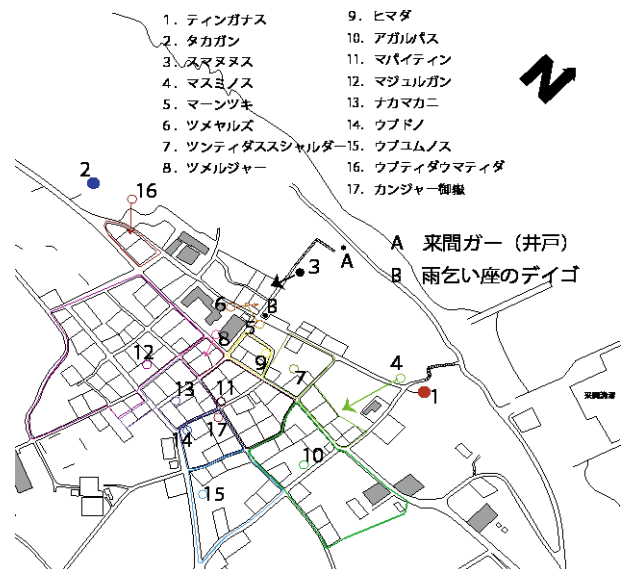 1. ティンガナス
2. タカガン
3. スマヌヌス
4. マスミノス
5. マーンツキ
6. ツメヤルズ
7. ツンティダススシャルダー
8. ツメルジャー
9. ヒマダ
10. アガルパス
11. マパイティン
12. マジュルガン
13. ナカマカニ
14. ウプドノ
15. ウプユムノス
16. ウプティダウマティダ
17. カンジャー御嶽
N
A 来間ガー（井戸）
B 雨乞い座のデイゴ
2
16
A
3
B
6
5
8
12
9
7
4
1
13
11
17
14
10
15
来間漁港